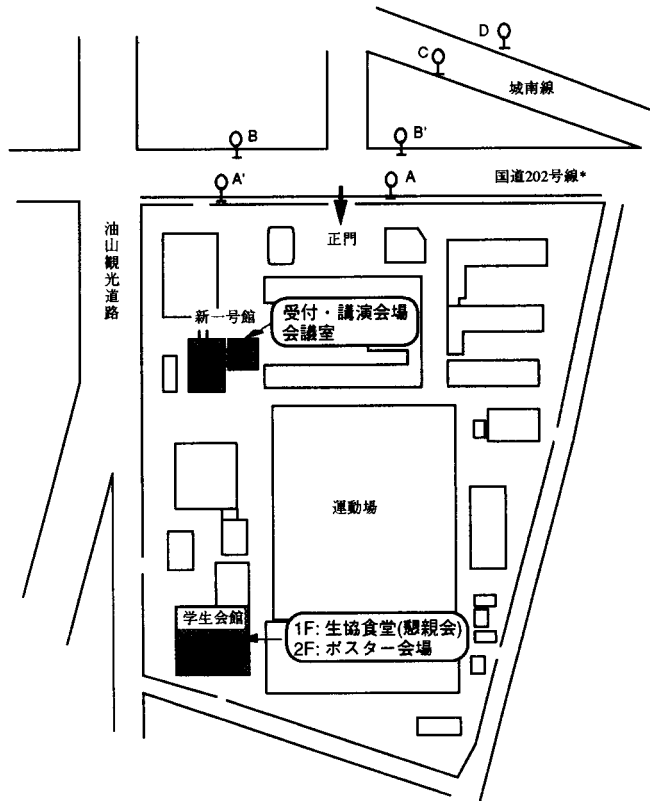 D
C
城南線
B
B'
A'
A
国道202号線*
正門
油山観光道路
新一号館
受付・講演会場
会議室
運動場
学生会館
1F: 生協食堂(懇親会)
2F: ポスター会場